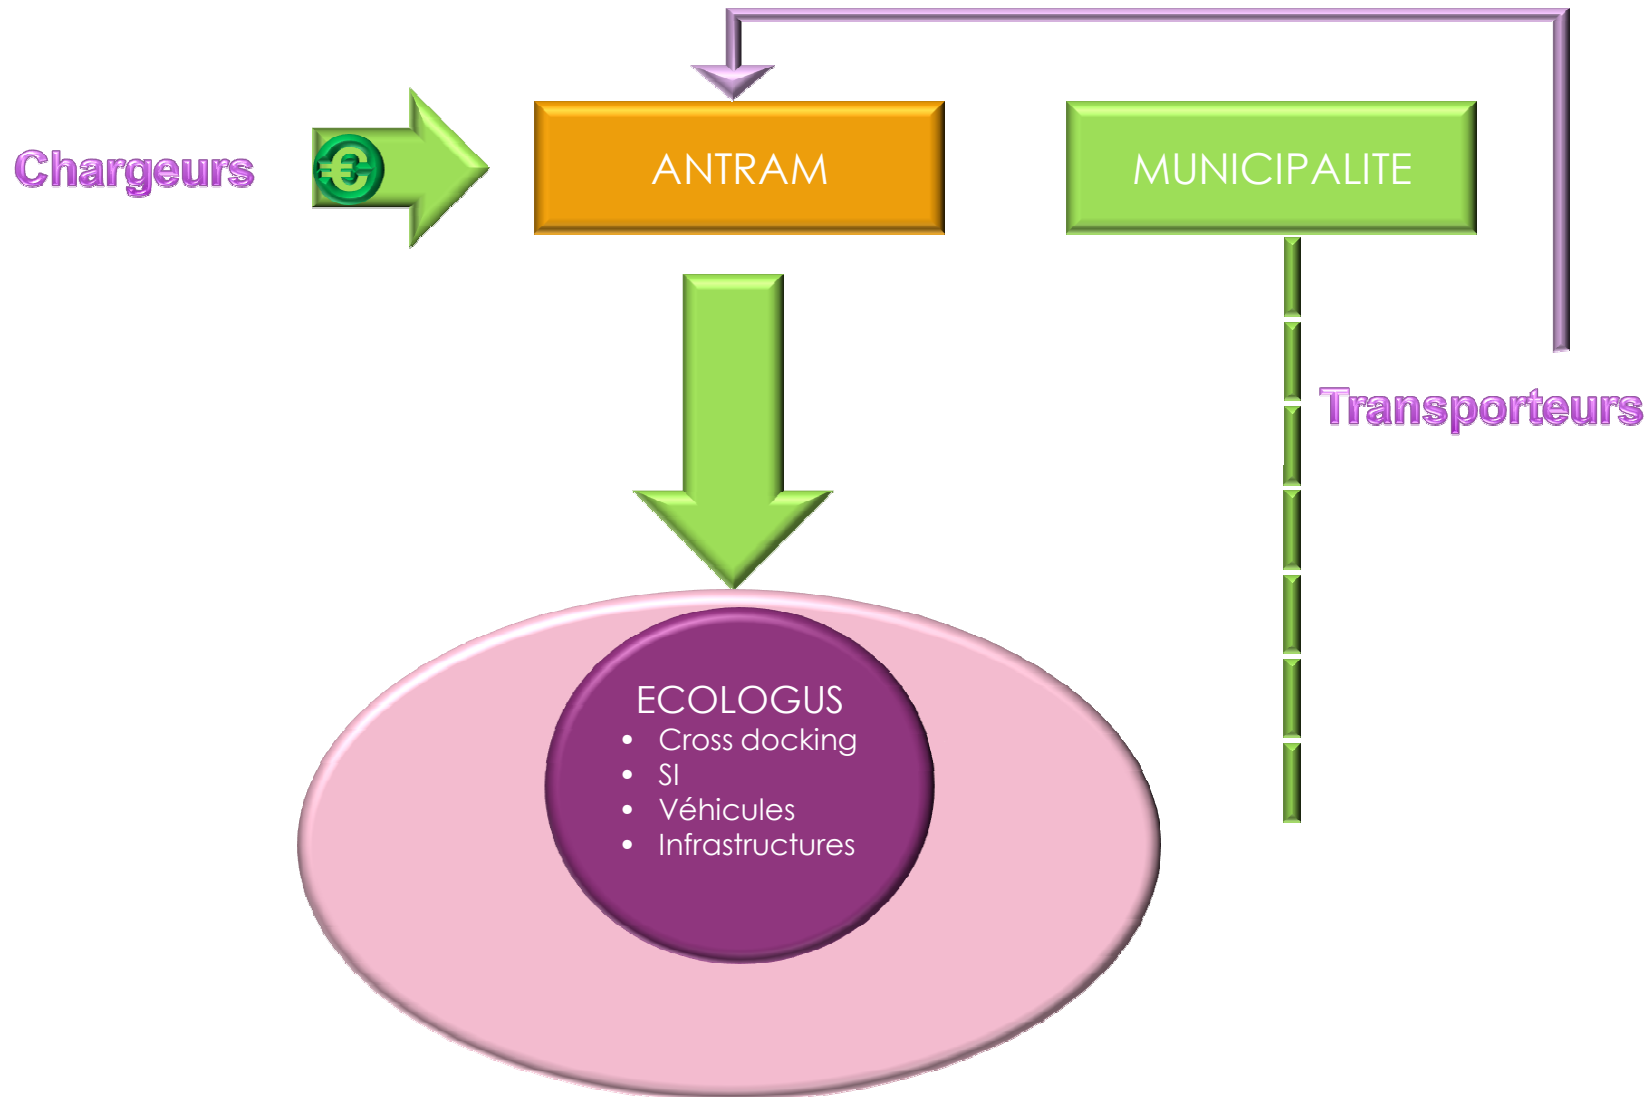 Chargeurs
€
ANTRAM
MUNICIPALITE
Transporteurs
ECOLOGUS
• Cross docking
• SI
• Véhicules
• Infrastructures